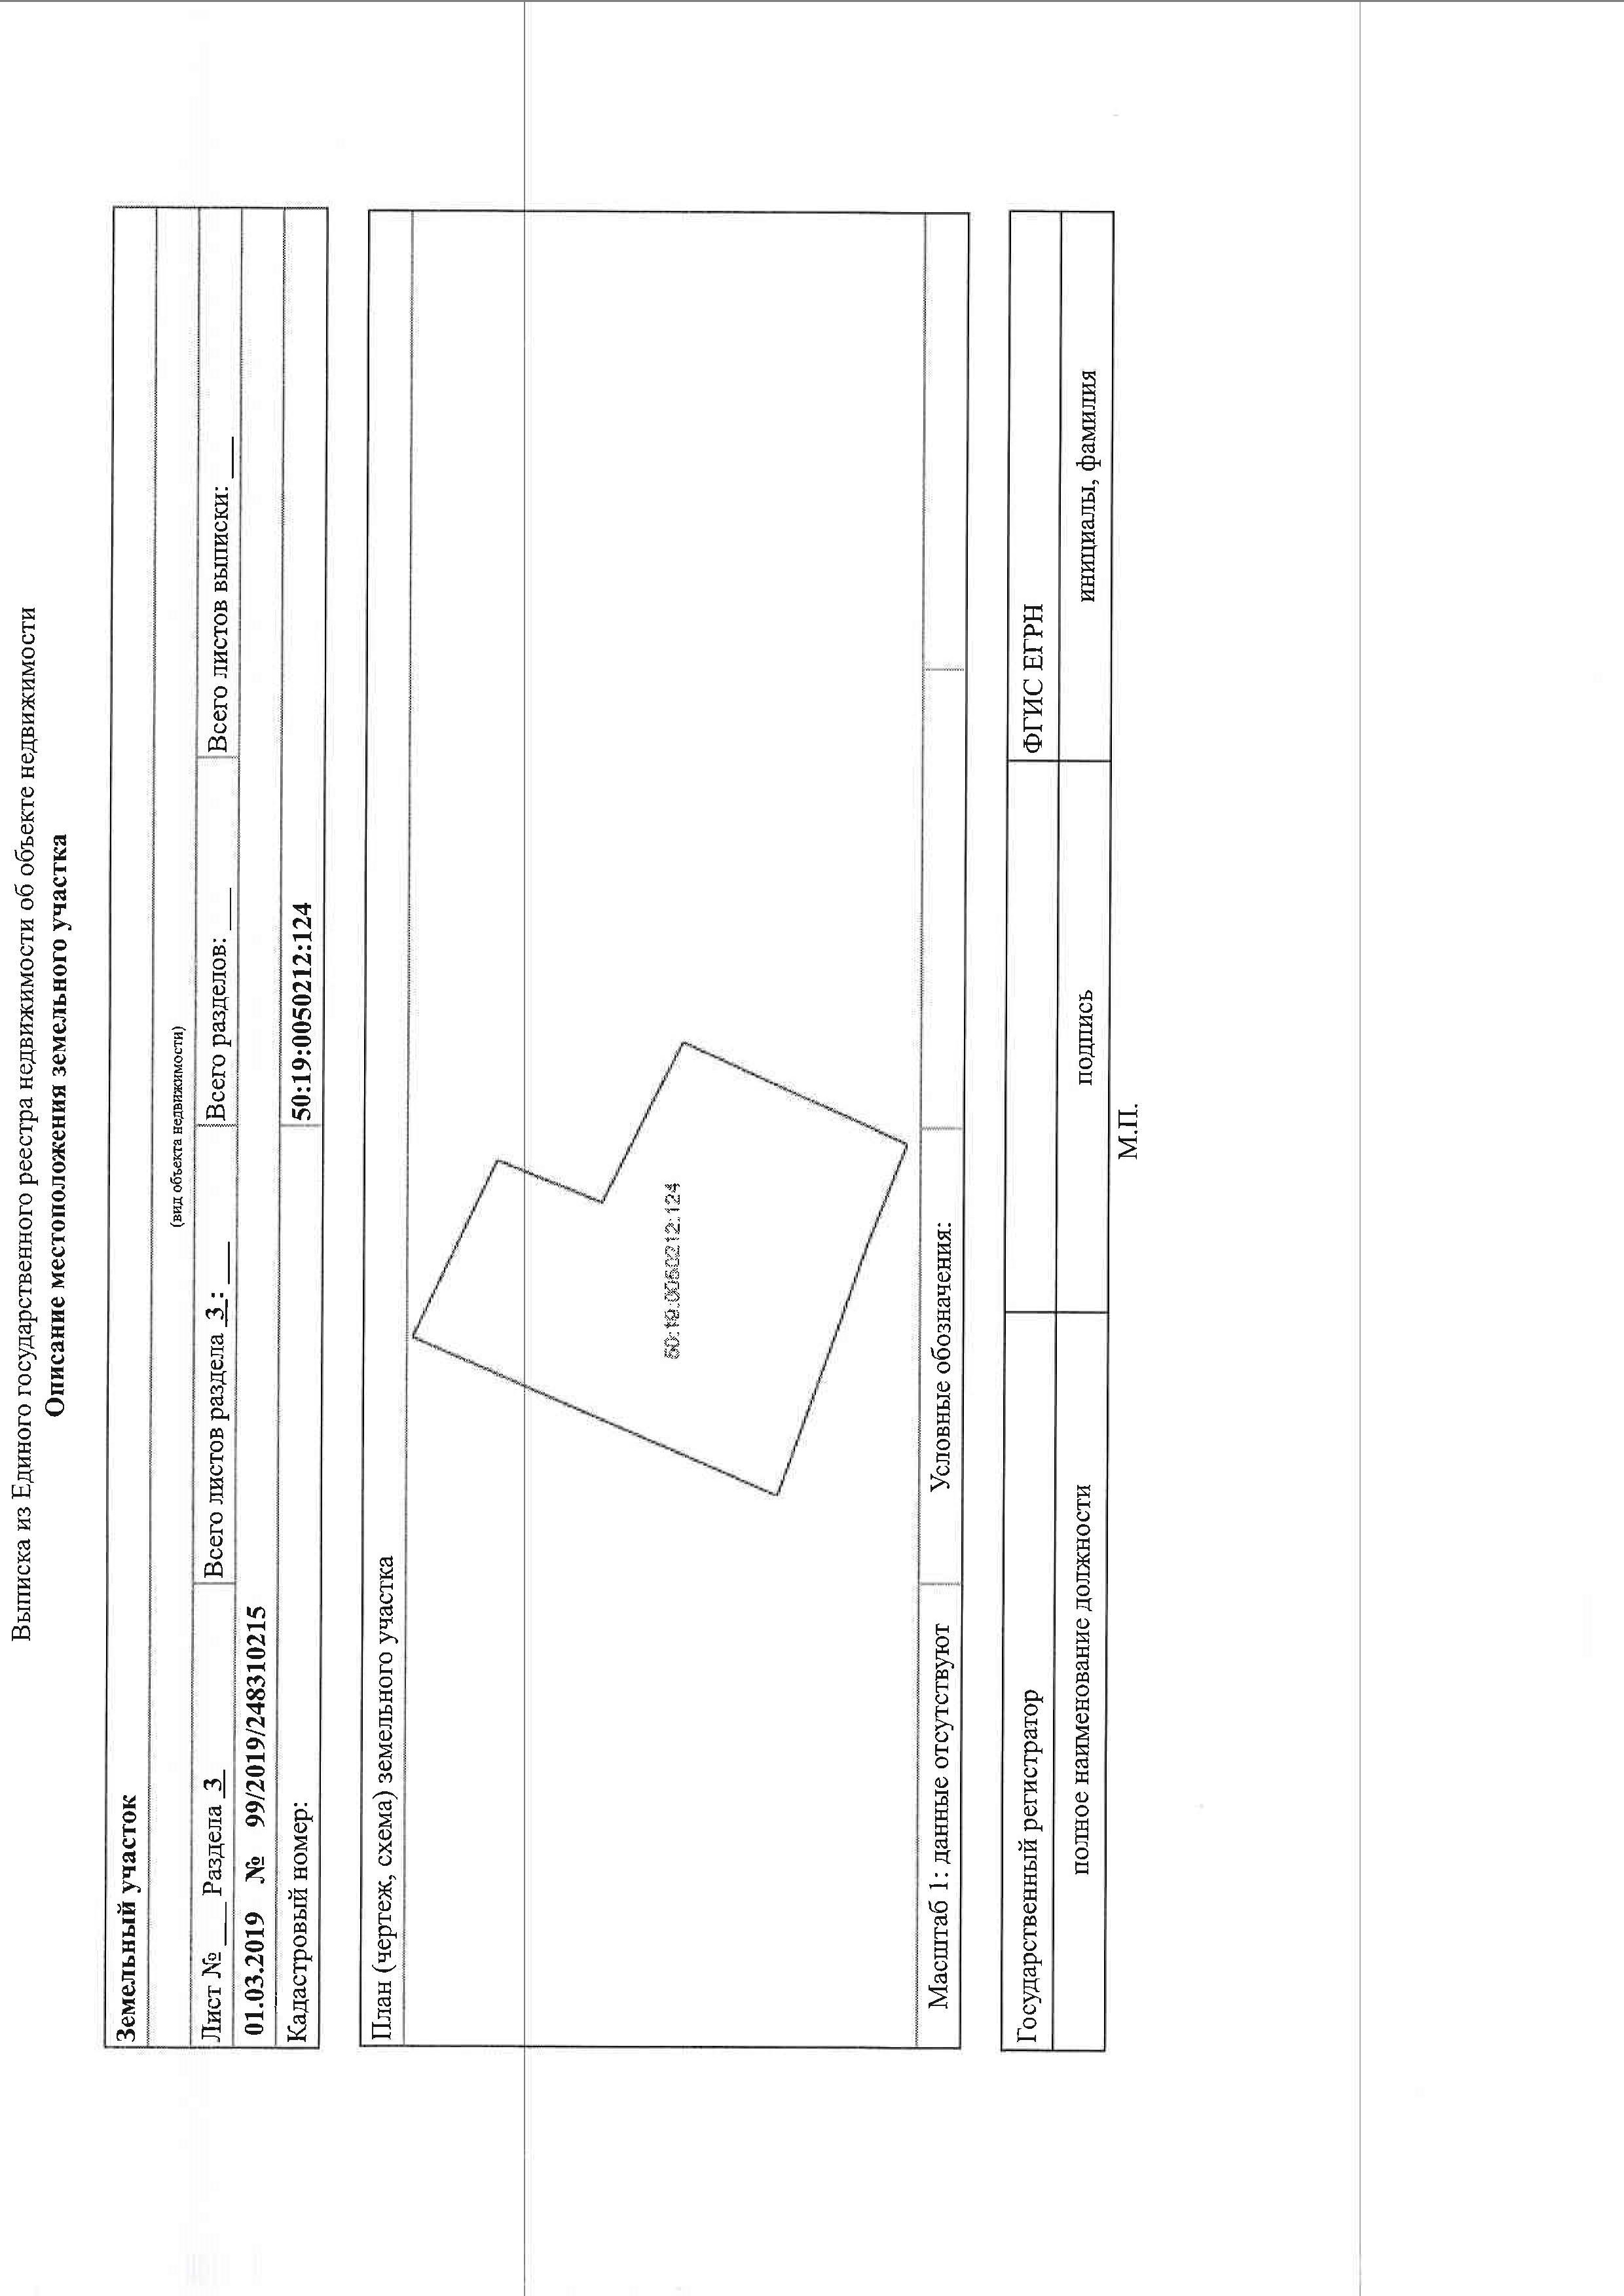 Выписка из Единого государственного реестра недвижимости об объекте недвижимости
Описание местоположения земельного участка
Земельный участок
(вид объекта недвижимости)
Лист № ___ Раздела 3 Всего листов раздела 3 : ___ Всего разделов: ___ Всего листов выписки: ___
01.03.2019 № 99/2019/248310215
Кадастровый номер: 50:19:0050212:124
План (чертеж, схема) земельного участка
50:19:0050212:124
Масштаб 1: данные отсутствуют Условные обозначения:
Государственный регистратор ФГИС ЕГРН
полное наименование должности подпись инициалы, фамилия
М.П.